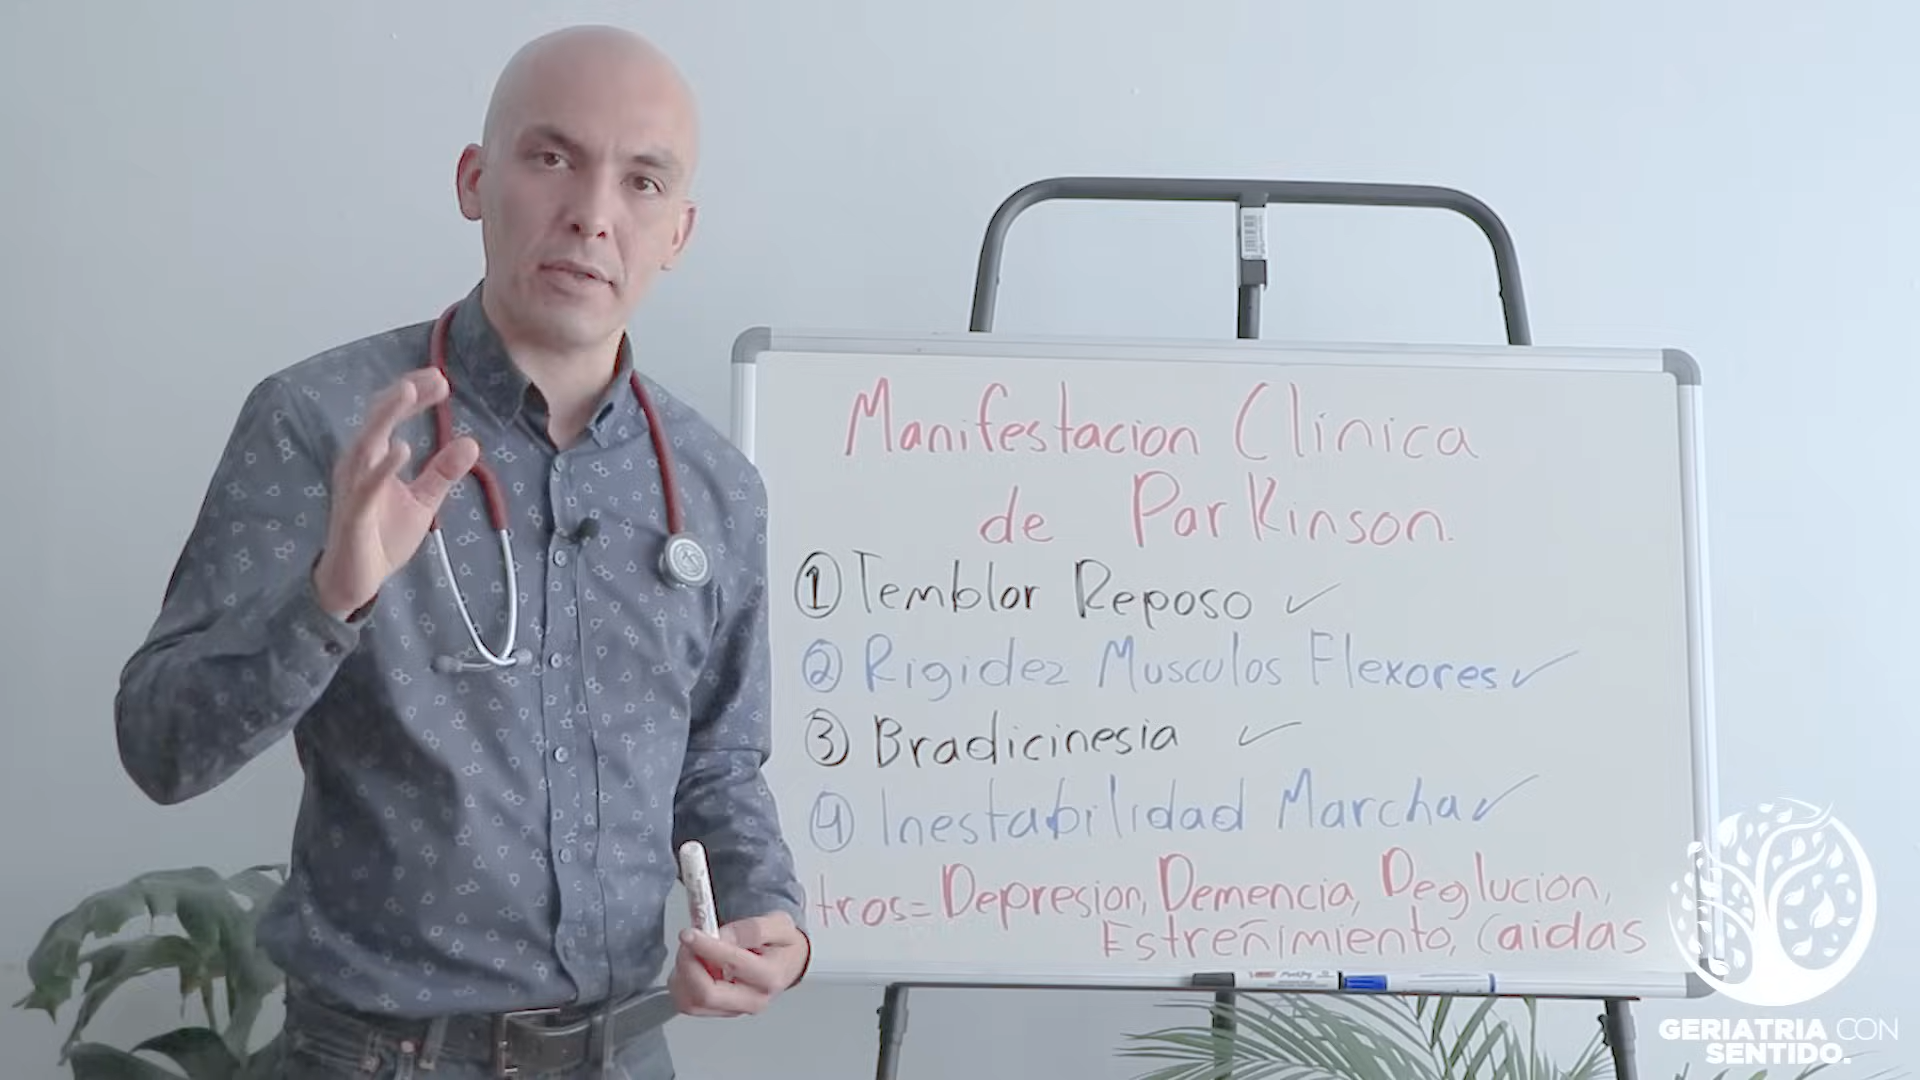 Manifestacion Clinica
de Parkinson.
① Temblor Reposo ✓
② Rigidez Musculos Flexores ✓
③ Bradicinesia ✓
④ Inestabilidad Marcha ✓
tros= Depresion, Demencia, Deglucion,
Estreñimiento, Caidas
GERIATRIA CON
SENTIDO.